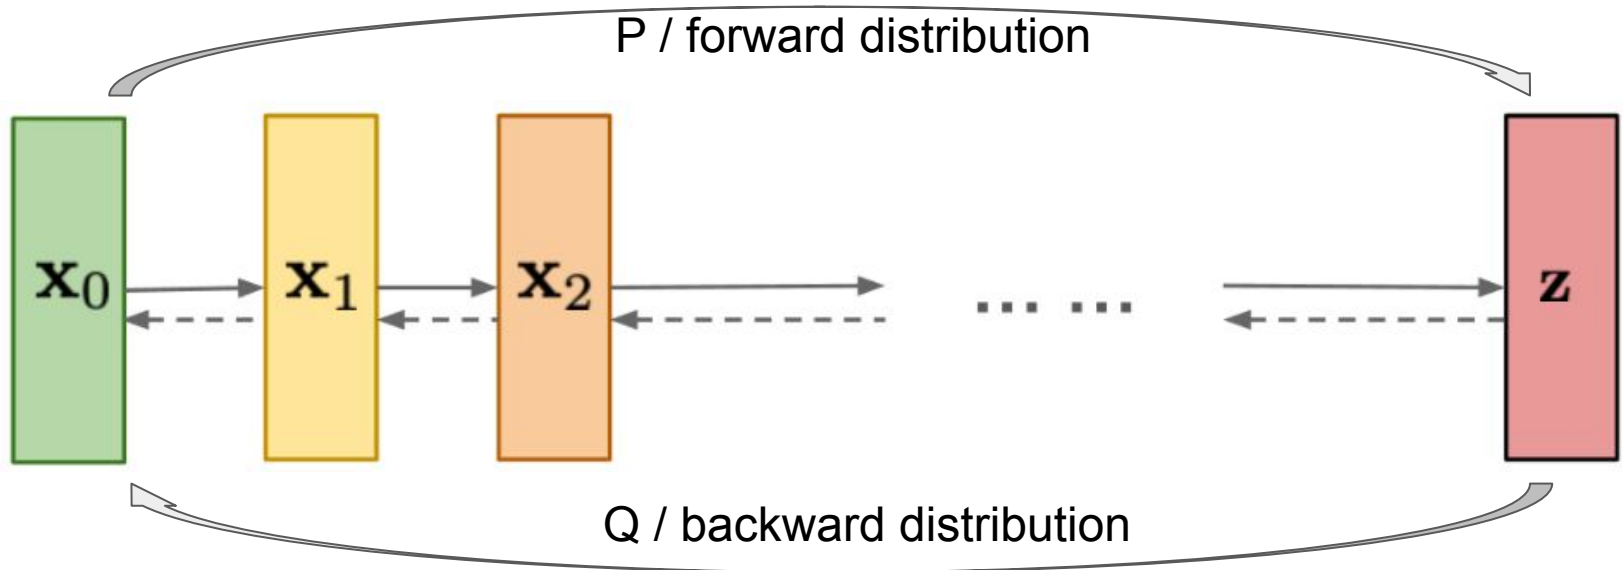 P / forward distribution
x₀ x₁ x₂ ... ... z
Q / backward distribution